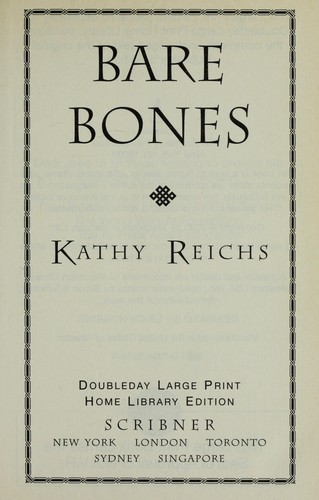 BARE
BONES
KATHY REICHS
DOUBLEDAY LARGE PRINT
HOME LIBRARY EDITION
SCRIBNER
NEW YORK LONDON TORONTO
SYDNEY SINGAPORE